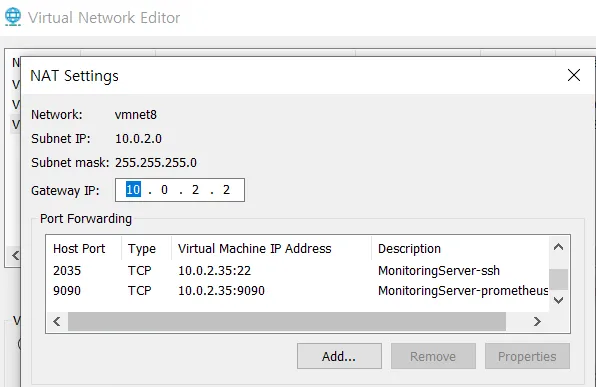 Virtual Network Editor
NAT Settings
Network: vmnet8
Subnet IP: 10.0.2.0
Subnet mask: 255.255.255.0
Gateway IP: 10 . 0 . 2 . 2
Port Forwarding
Host Port Type Virtual Machine IP Address Description
2035 TCP 10.0.2.35:22 MonitoringServer-ssh
9090 TCP 10.0.2.35:9090 MonitoringServer-prometheus
Add... Remove Properties